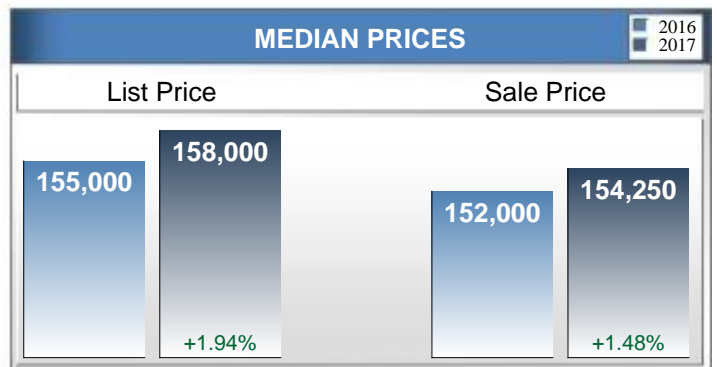 MEDIAN PRICES
2016
2017
List Price
Sale Price
155,000
158,000
+1.94%
152,000
154,250
+1.48%